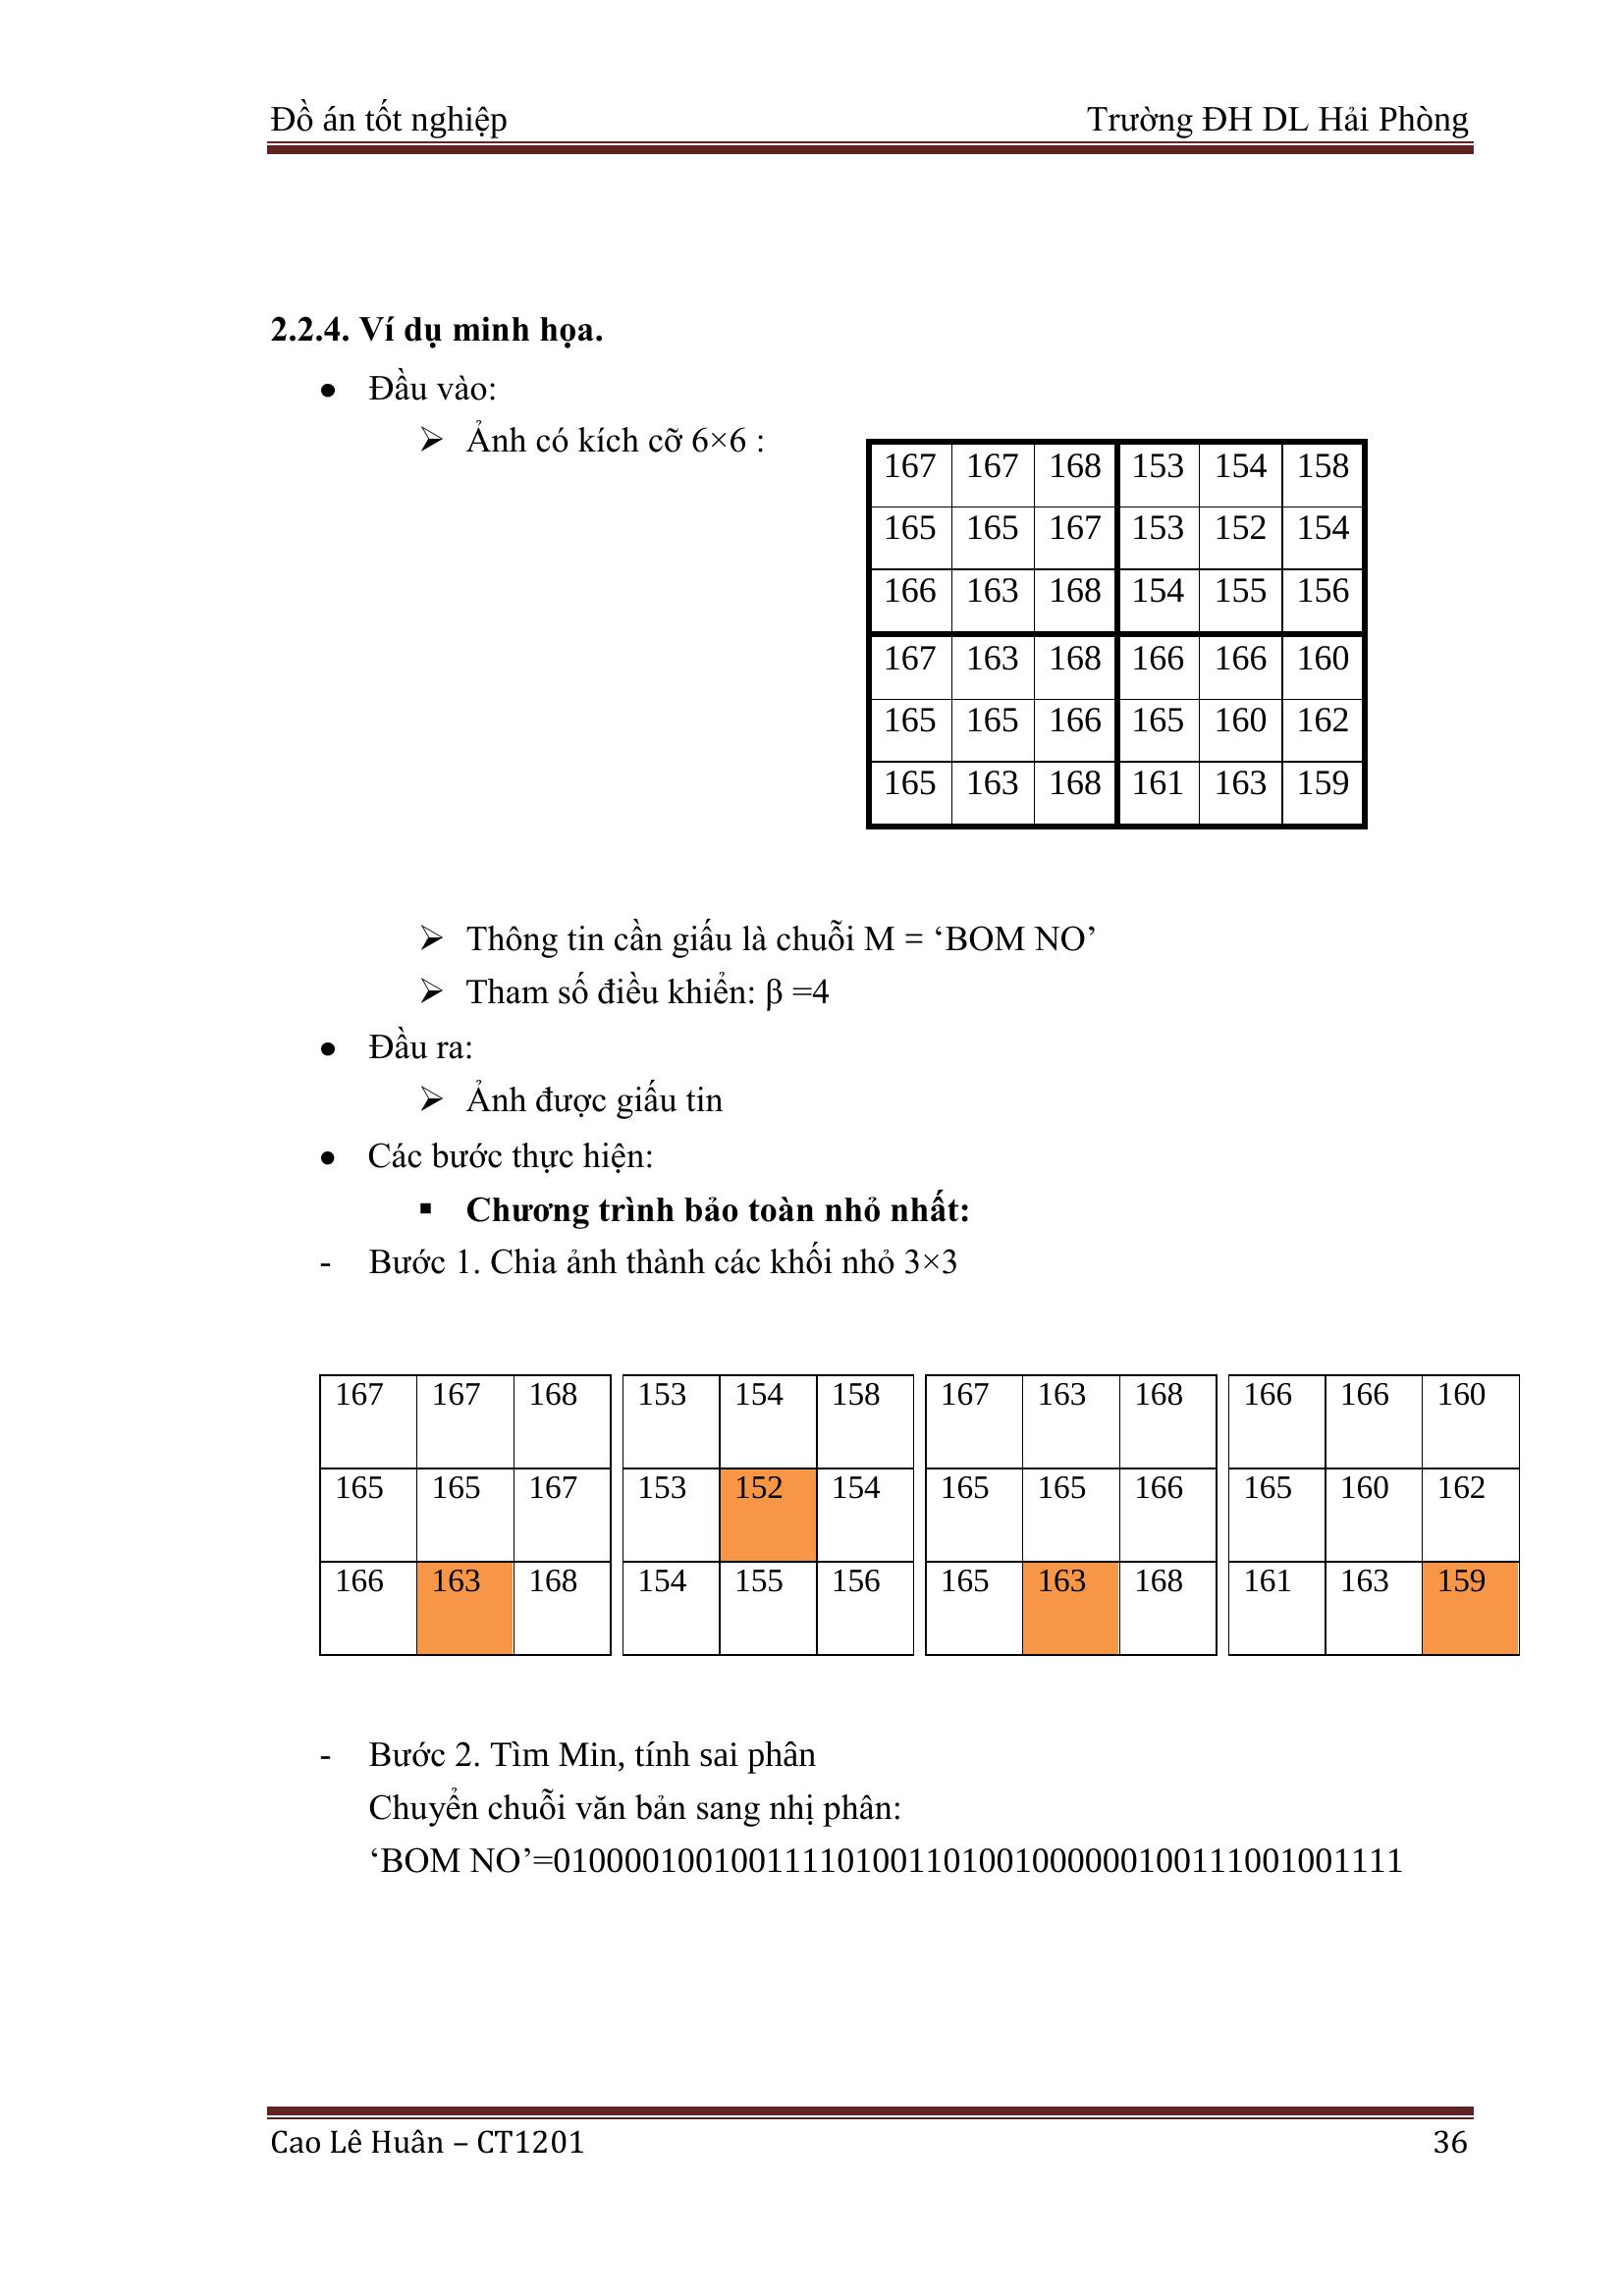 Đồ án tốt nghiệp Trường ĐH DL Hải Phòng
2.2.4. Ví dụ minh họa.
• Đầu vào:
➢ Ảnh có kích cỡ 6×6 :
167 167 168 153 154 158
165 165 167 153 152 154
166 163 168 154 155 156
167 163 168 166 166 160
165 165 166 165 160 162
165 163 168 161 163 159
➢ Thông tin cần giấu là chuỗi M = ‘BOM NO’
➢ Tham số điều khiển: β =4
• Đầu ra:
➢ Ảnh được giấu tin
• Các bước thực hiện:
▪ Chương trình bảo toàn nhỏ nhất:
- Bước 1. Chia ảnh thành các khối nhỏ 3×3
167 167 168 153 154 158 167 163 168 166 166 160
165 165 167 153 152 154 165 165 166 165 160 162
166 163 168 154 155 156 165 163 168 161 163 159
- Bước 2. Tìm Min, tính sai phân
Chuyển chuỗi văn bản sang nhị phân:
‘BOM NO’=010000100100111101001101001000000100111001001111
Cao Lê Huân – CT1201 36